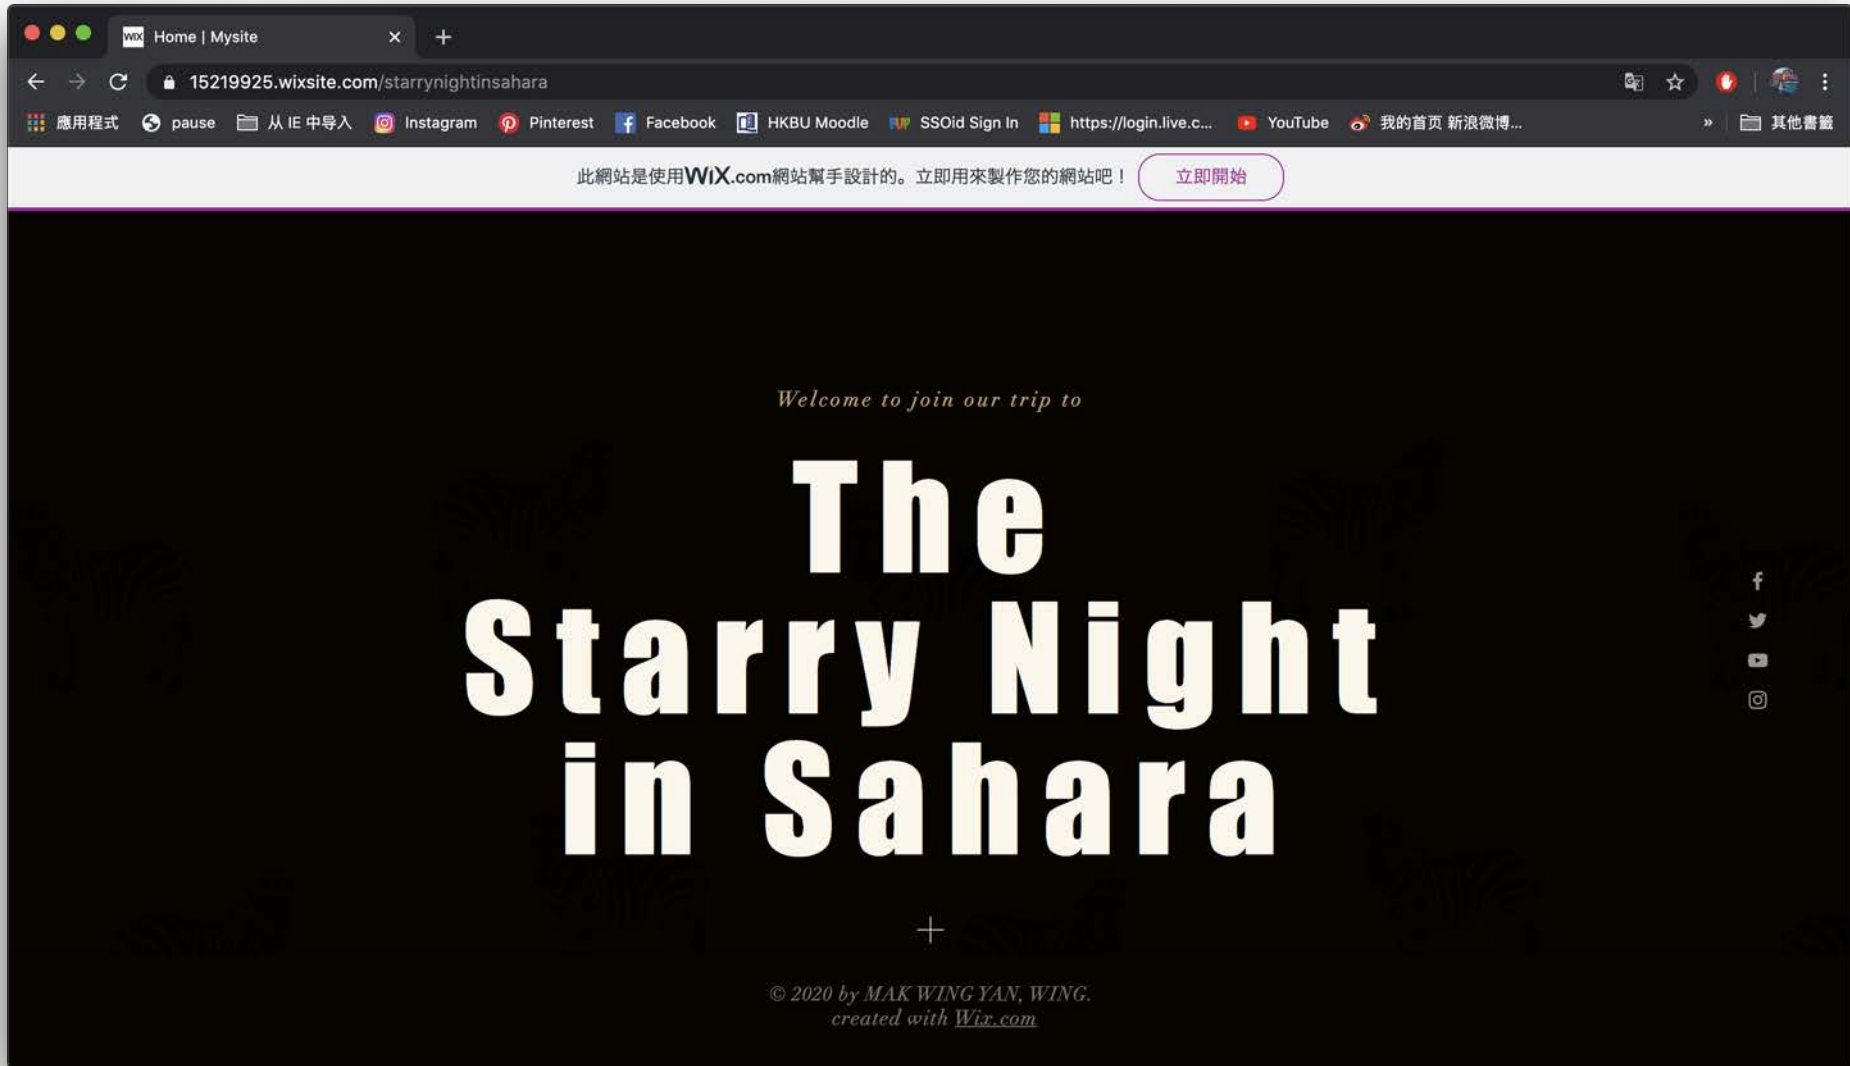 WIX Home | Mysite
15219925.wixsite.com/starrynightinsahara
應用程式 pause 从 IE 中导入 Instagram Pinterest Facebook HKBU Moodle SSOid Sign In https://login.live.c... YouTube 我的首页 新浪微博... » 其他書籤
此網站是使用WiX.com網站幫手設計的。立即用來製作您的網站吧！ 立即開始
Welcome to join our trip to
The
Starry Night
in Sahara
© 2020 by MAK WING YAN, WING.
created with Wix.com